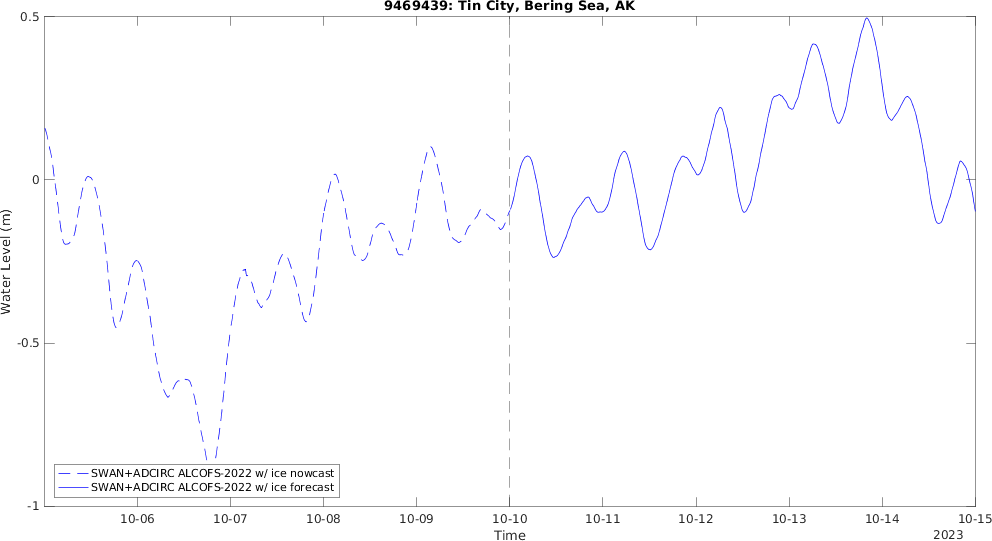 9469439: Tin City, Bering Sea, AK
0.5
0
-0.5
-1
Water Level (m)
SWAN+ADCIRC ALCOFS-2022 w/ ice nowcast
SWAN+ADCIRC ALCOFS-2022 w/ ice forecast
10-06 10-07 10-08 10-09 10-10 10-11 10-12 10-13 10-14 10-15
Time
2023